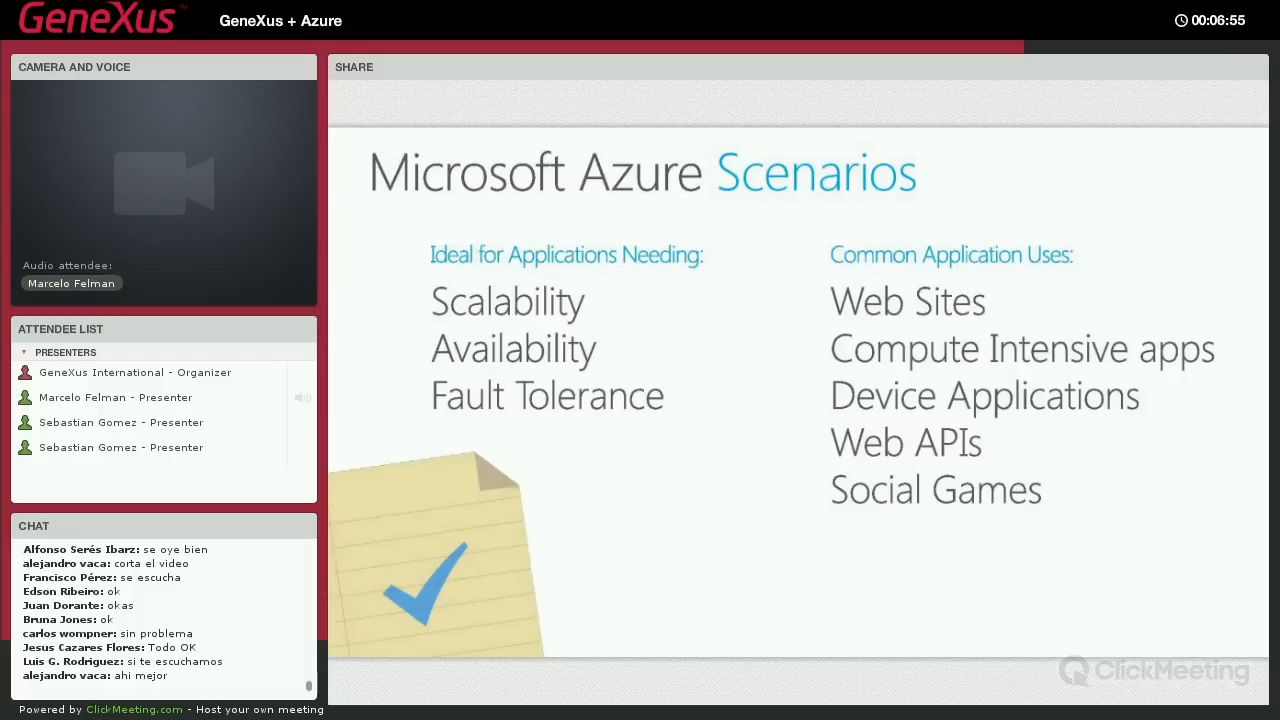 GeneXus™
GeneXus + Azure
00:06:55
CAMERA AND VOICE
Audio attendee:
Marcelo Felman
ATTENDEE LIST
PRESENTERS
GeneXus International - Organizer
Marcelo Felman - Presenter
Sebastian Gomez - Presenter
Sebastian Gomez - Presenter
CHAT
Alfonso Serés Ibarz: se oye bien
alejandro vaca: corta el video
Francisco Pérez: se escucha
Edson Ribeiro: ok
Juan Dorante: okas
Bruna Jones: ok
carlos wompner: sin problema
Jesus Cazares Flores: Todo OK
Luis G. Rodriguez: si te escuchamos
alejandro vaca: ahi mejor
Powered by ClickMeeting.com - Host your own meeting
SHARE
Microsoft Azure Scenarios
Ideal for Applications Needing:
Scalability
Availability
Fault Tolerance
Common Application Uses:
Web Sites
Compute Intensive apps
Device Applications
Web APIs
Social Games
ClickMeeting